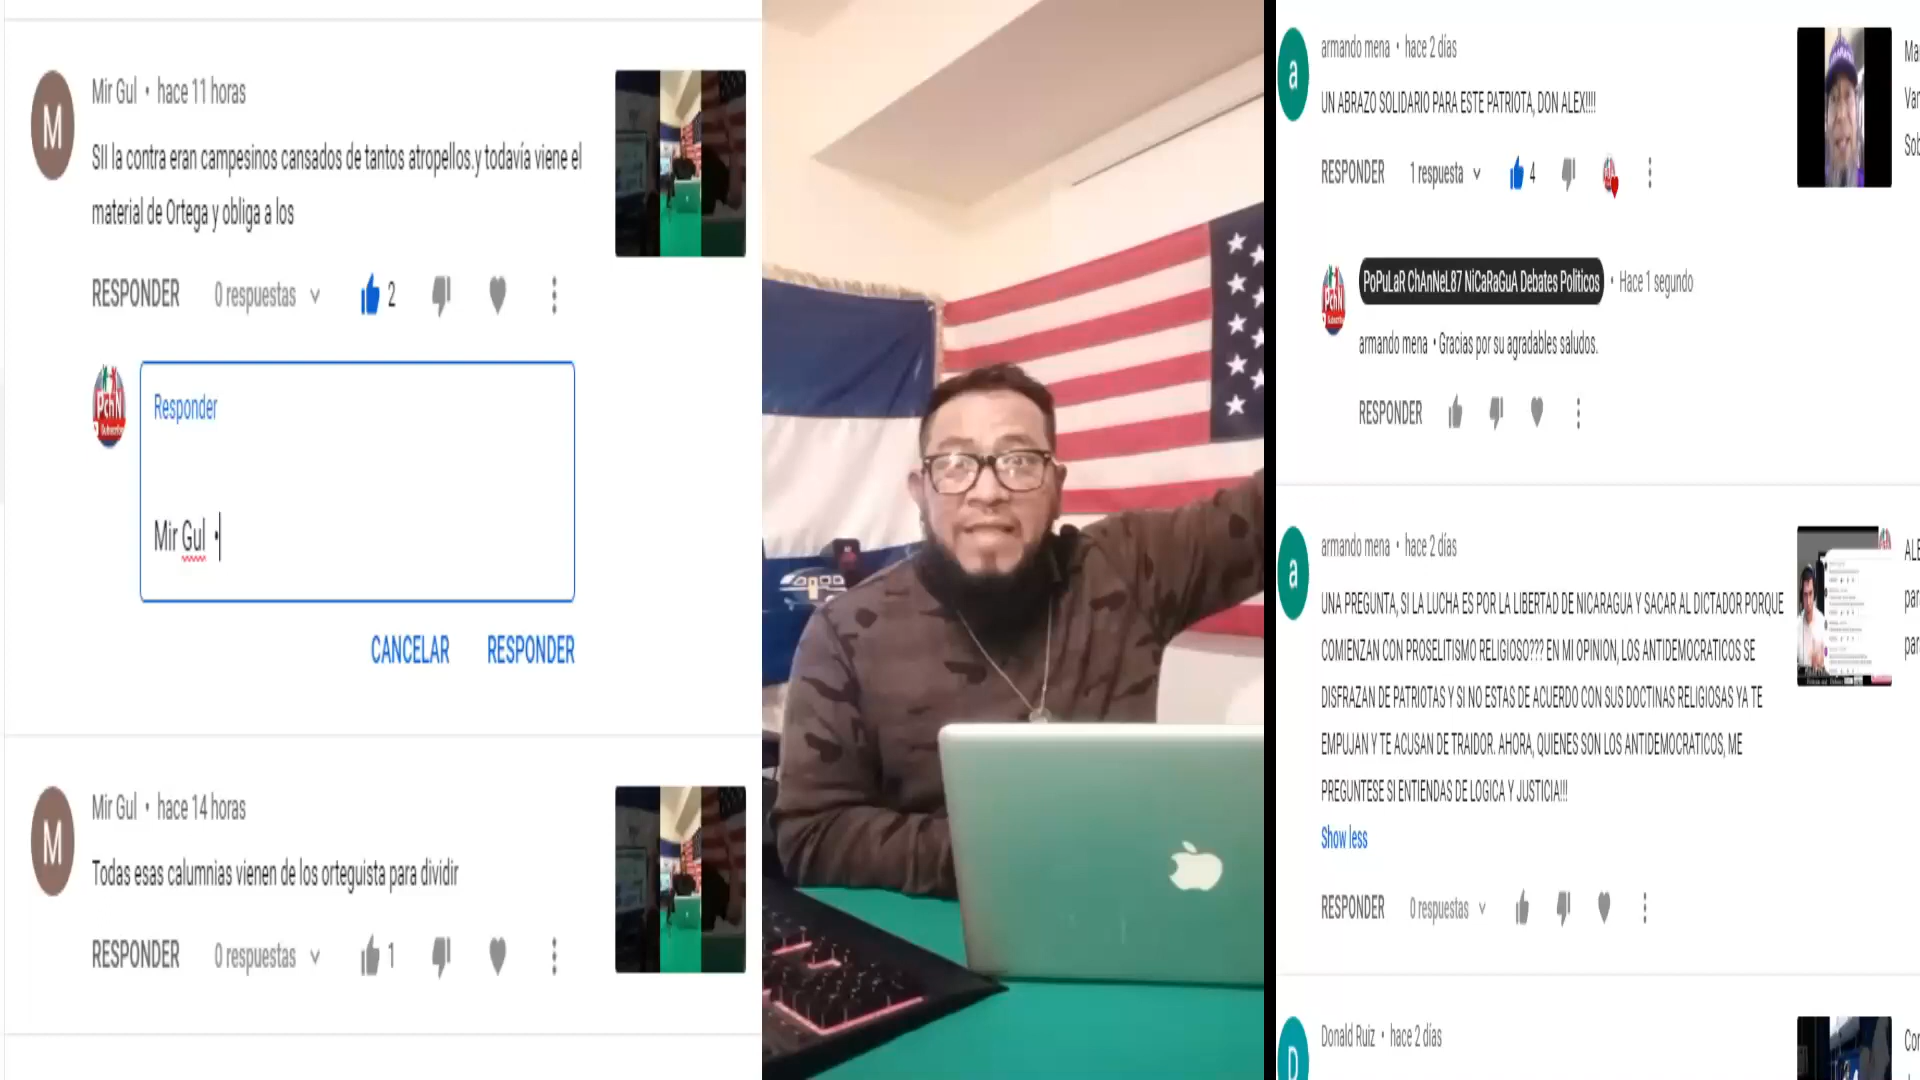 M
Mir Gul • hace 11 horas
SII la contra eran campesinos cansados de tantos atropellos.y todavía viene el
material de Ortega y obliga a los
RESPONDER 0 respuestas 2
PchN
Subscribe
Responder
Mir Gul •
CANCELAR RESPONDER
M
Mir Gul • hace 14 horas
Todas esas calumnias vienen de los orteguista para dividir
RESPONDER 0 respuestas 1
a
armando mena • hace 2 días
UN ABRAZO SOLIDARIO PARA ESTE PATRIOTA, DON ALEX!!!!
RESPONDER 1 respuesta 4
PchN
PoPuLaR ChAnNeL87 NiCaRaGuA Debates Politicos • Hace 1 segundo
armando mena • Gracias por su agradables saludos.
RESPONDER
a
armando mena • hace 2 días
UNA PREGUNTA, SI LA LUCHA ES POR LA LIBERTAD DE NICARAGUA Y SACAR AL DICTADOR PORQUE
COMIENZAN CON PROSELITISMO RELIGIOSO??? EN MI OPINION, LOS ANTIDEMOCRATICOS SE
DISFRAZAN DE PATRIOTAS Y SI NO ESTAS DE ACUERDO CON SUS DOCTINAS RELIGIOSAS YA TE
EMPUJAN Y TE ACUSAN DE TRAIDOR. AHORA, QUIENES SON LOS ANTIDEMOCRATICOS, ME
PREGUNTESE SI ENTIENDAS DE LOGICA Y JUSTICIA!!!
Show less
RESPONDER 0 respuestas
D
Donald Ruiz • hace 2 días